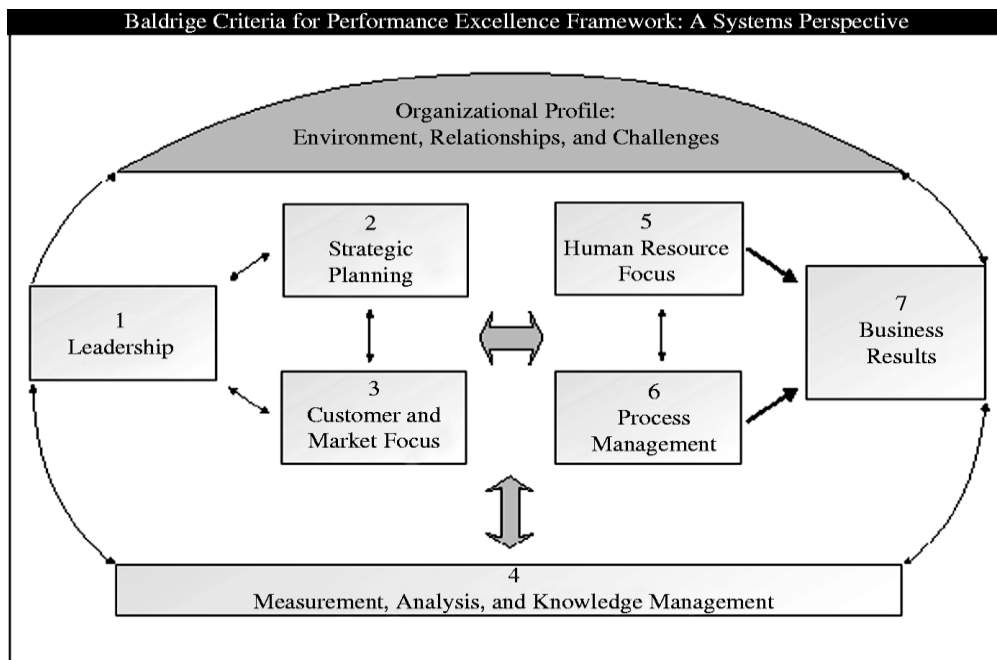 Baldrige Criteria for Performance Excellence Framework: A Systems Perspective
Organizational Profile:
Environment, Relationships, and Challenges
1
Leadership
2
Strategic
Planning
3
Customer and
Market Focus
5
Human Resource
Focus
6
Process
Management
7
Business
Results
4
Measurement, Analysis, and Knowledge Management